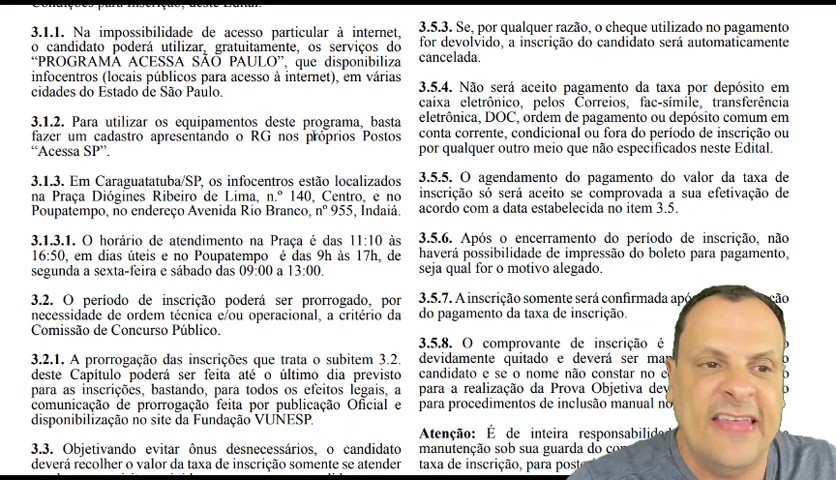 3.1.1. Na impossibilidade de acesso particular à internet,
o candidato poderá utilizar, gratuitamente, os serviços do
“PROGRAMA ACESSA SÃO PAULO”, que disponibiliza
infocentros (locais públicos para acesso à internet), em várias
cidades do Estado de São Paulo.
3.1.2. Para utilizar os equipamentos deste programa, basta
fazer um cadastro apresentando o RG nos próprios Postos
“Acessa SP”.
3.1.3. Em Caraguatatuba/SP, os infocentros estão localizados
na Praça Diógines Ribeiro de Lima, n.º 140, Centro, e no
Poupatempo, no endereço Avenida Rio Branco, nº 955, Indaiá.
3.1.3.1. O horário de atendimento na Praça é das 11:10 às
16:50, em dias úteis e no Poupatempo é das 9h às 17h, de
segunda a sexta-feira e sábado das 09:00 a 13:00.
3.2. O período de inscrição poderá ser prorrogado, por
necessidade de ordem técnica e/ou operacional, a critério da
Comissão de Concurso Público.
3.2.1. A prorrogação das inscrições que trata o subitem 3.2.
deste Capítulo poderá ser feita até o último dia previsto
para as inscrições, bastando, para todos os efeitos legais, a
comunicação de prorrogação feita por publicação Oficial e
disponibilização no site da Fundação VUNESP.
3.3. Objetivando evitar ônus desnecessários, o candidato
deverá recolher o valor da taxa de inscrição somente se atender
3.5.3. Se, por qualquer razão, o cheque utilizado no pagamento
for devolvido, a inscrição do candidato será automaticamente
cancelada.
3.5.4. Não será aceito pagamento da taxa por depósito em
caixa eletrônico, pelos Correios, fac-símile, transferência
eletrônica, DOC, ordem de pagamento ou depósito comum em
conta corrente, condicional ou fora do período de inscrição ou
por qualquer outro meio que não especificados neste Edital.
3.5.5. O agendamento do pagamento do valor da taxa de
inscrição só será aceito se comprovada a sua efetivação de
acordo com a data estabelecida no item 3.5.
3.5.6. Após o encerramento do período de inscrição, não
haverá possibilidade de impressão do boleto para pagamento,
seja qual for o motivo alegado.
3.5.7. A inscrição somente será confirmada
do pagamento da taxa de inscrição.
3.5.8. O comprovante de inscrição é
devidamente quitado e deverá ser
candidato e se o nome não constar no
para a realização da Prova Objetiva
para procedimentos de inclusão manual
Atenção: É de inteira
manutenção sob sua guarda do
taxa de inscrição, para